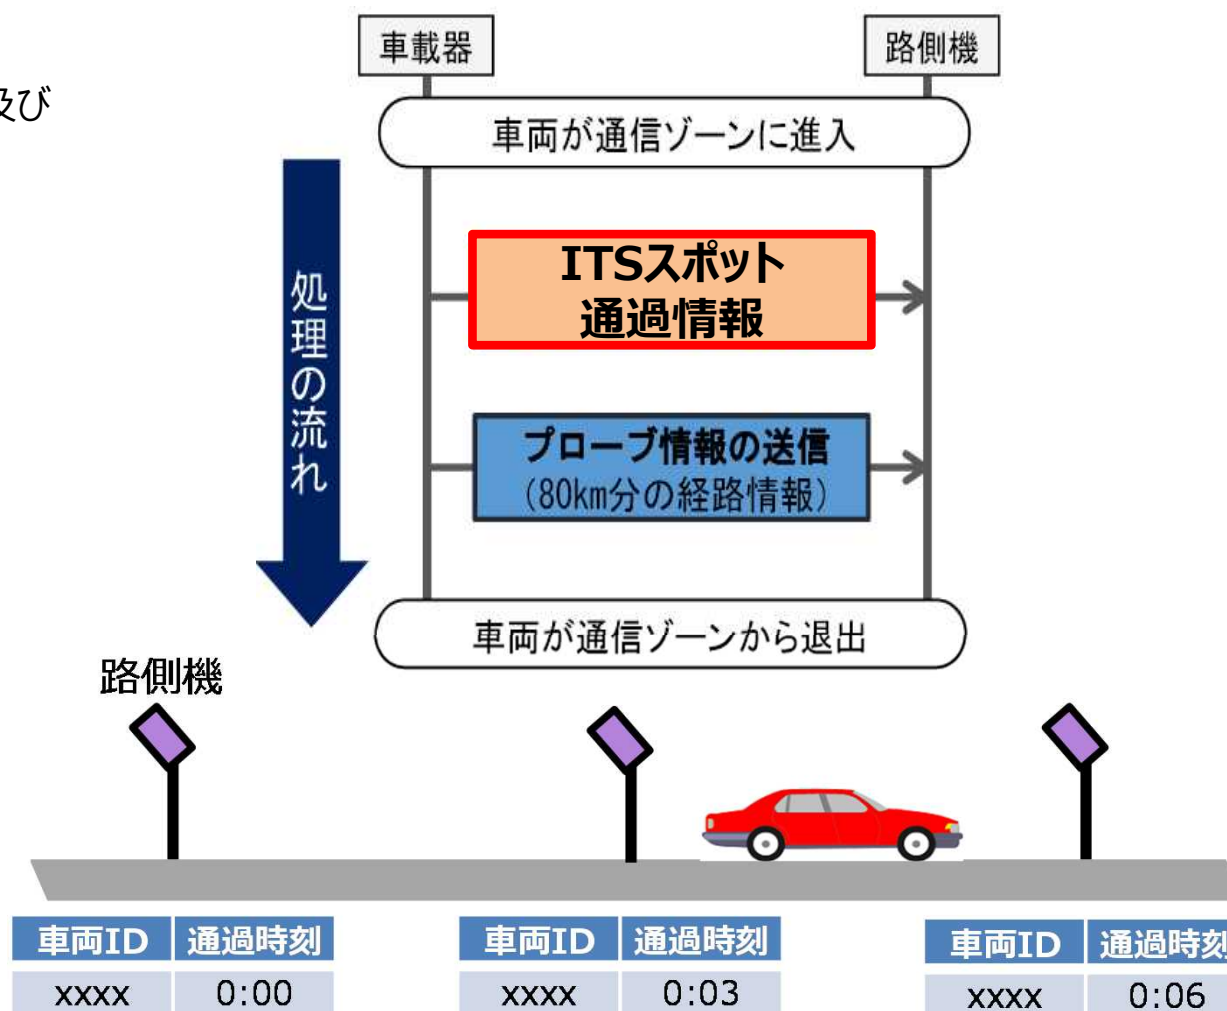 及び
車載器
路側機
車両が通信ゾーンに進入
処理の流れ
ITSスポット
通過情報
プローブ情報の送信
(80km分の経路情報)
車両が通信ゾーンから退出
路側機
車両ID 通過時刻
xxxx 0:00
車両ID 通過時刻
xxxx 0:03
車両ID 通過時刻
xxxx 0:06